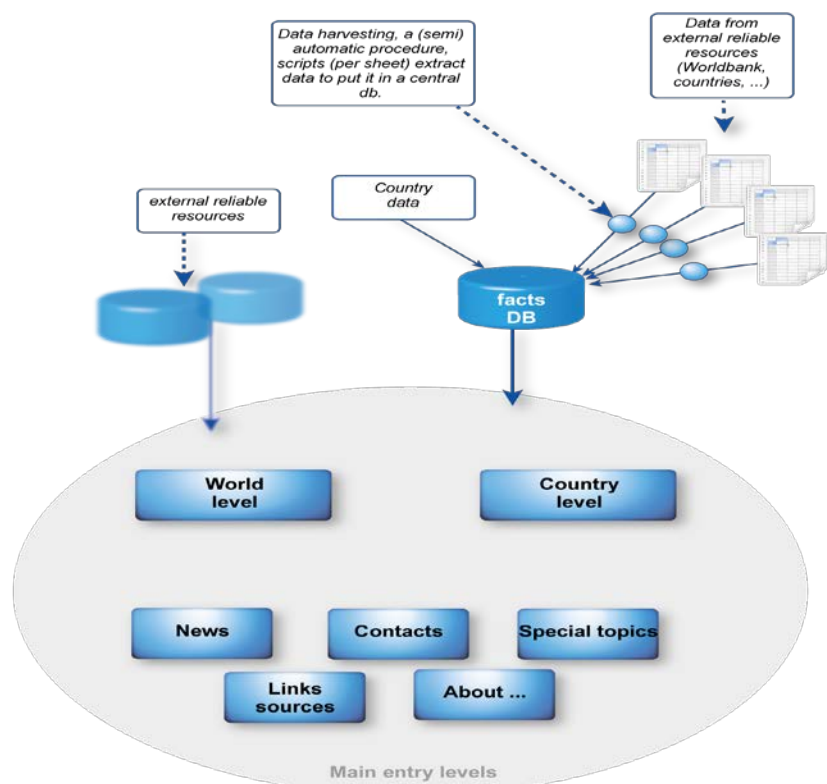 Data harvesting, a (semi)
automatic procedure,
scripts (per sheet) extract
data to put it in a central
db.
Data from
external reliable
resources
(Worldbank,
countries, ...)
external reliable
resources
Country
data
facts
DB
World
level
Country
level
News
Contacts
Special topics
Links
sources
About ...
Main entry levels